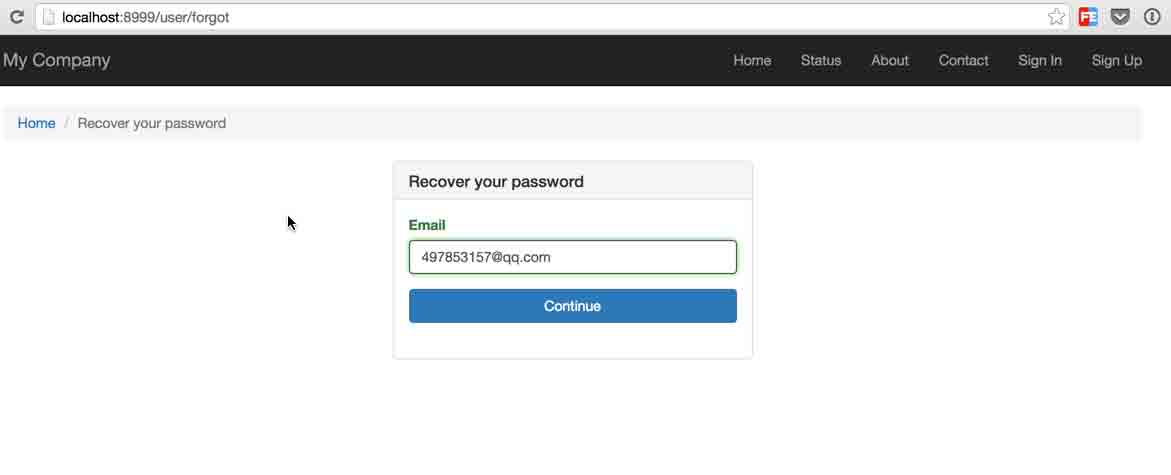 localhost:8999/user/forgot
FE
My Company Home Status About Contact Sign In Sign Up
Home / Recover your password
Recover your password
Email
497853157@qq.com
Continue